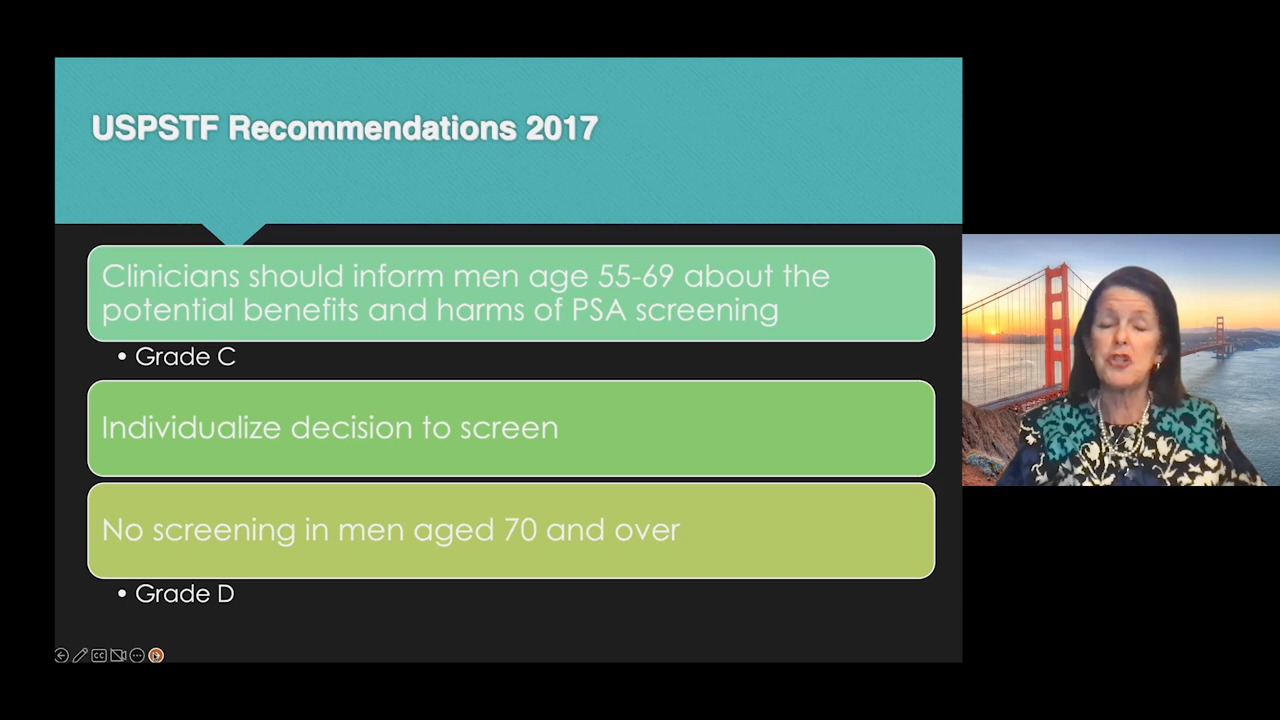 USPSTF Recommendations 2017
Clinicians should inform men age 55-69 about the
potential benefits and harms of PSA screening
• Grade C
Individualize decision to screen
No screening in men aged 70 and over
• Grade D
CC